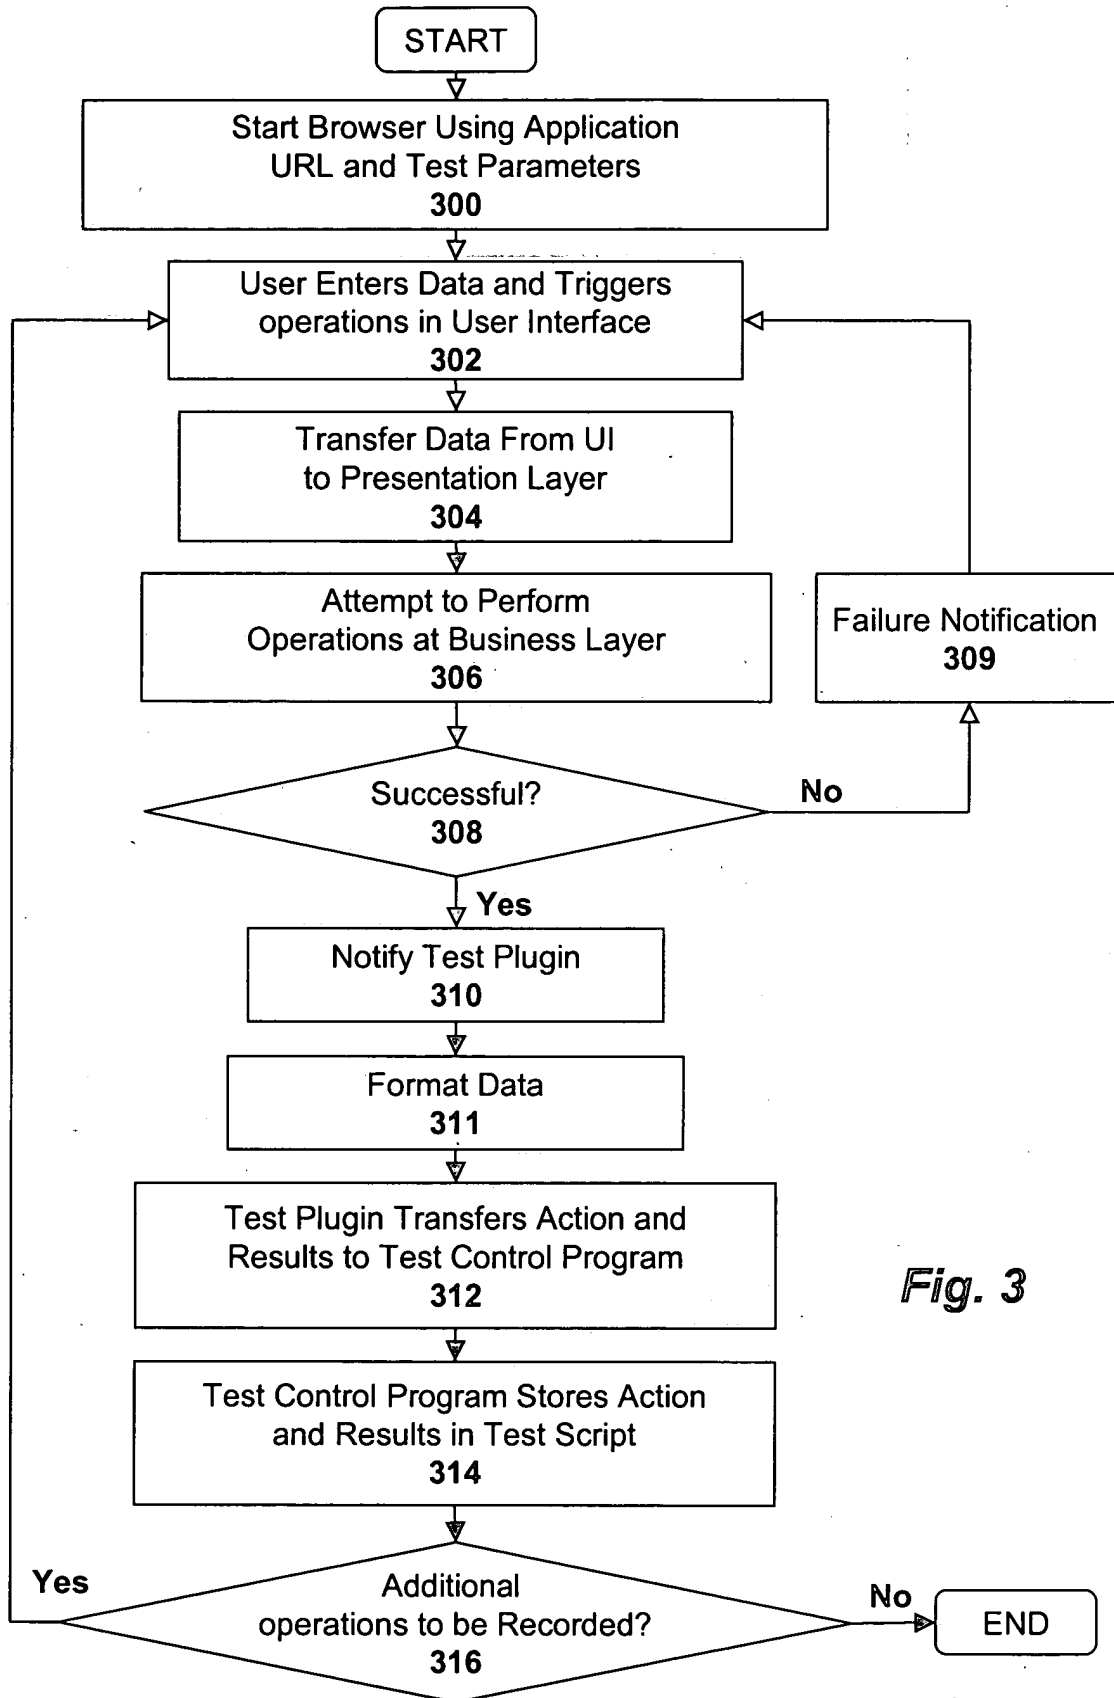 START
Start Browser Using Application
URL and Test Parameters
300
User Enters Data and Triggers
operations in User Interface
302
Transfer Data From UI
to Presentation Layer
304
Attempt to Perform
Operations at Business Layer
306
Failure Notification
309
Successful?
308
No
Yes
Notify Test Plugin
310
Format Data
311
Test Plugin Transfers Action and
Results to Test Control Program
312
Fig. 3
Test Control Program Stores Action
and Results in Test Script
314
Yes
Additional
operations to be Recorded?
316
No
END